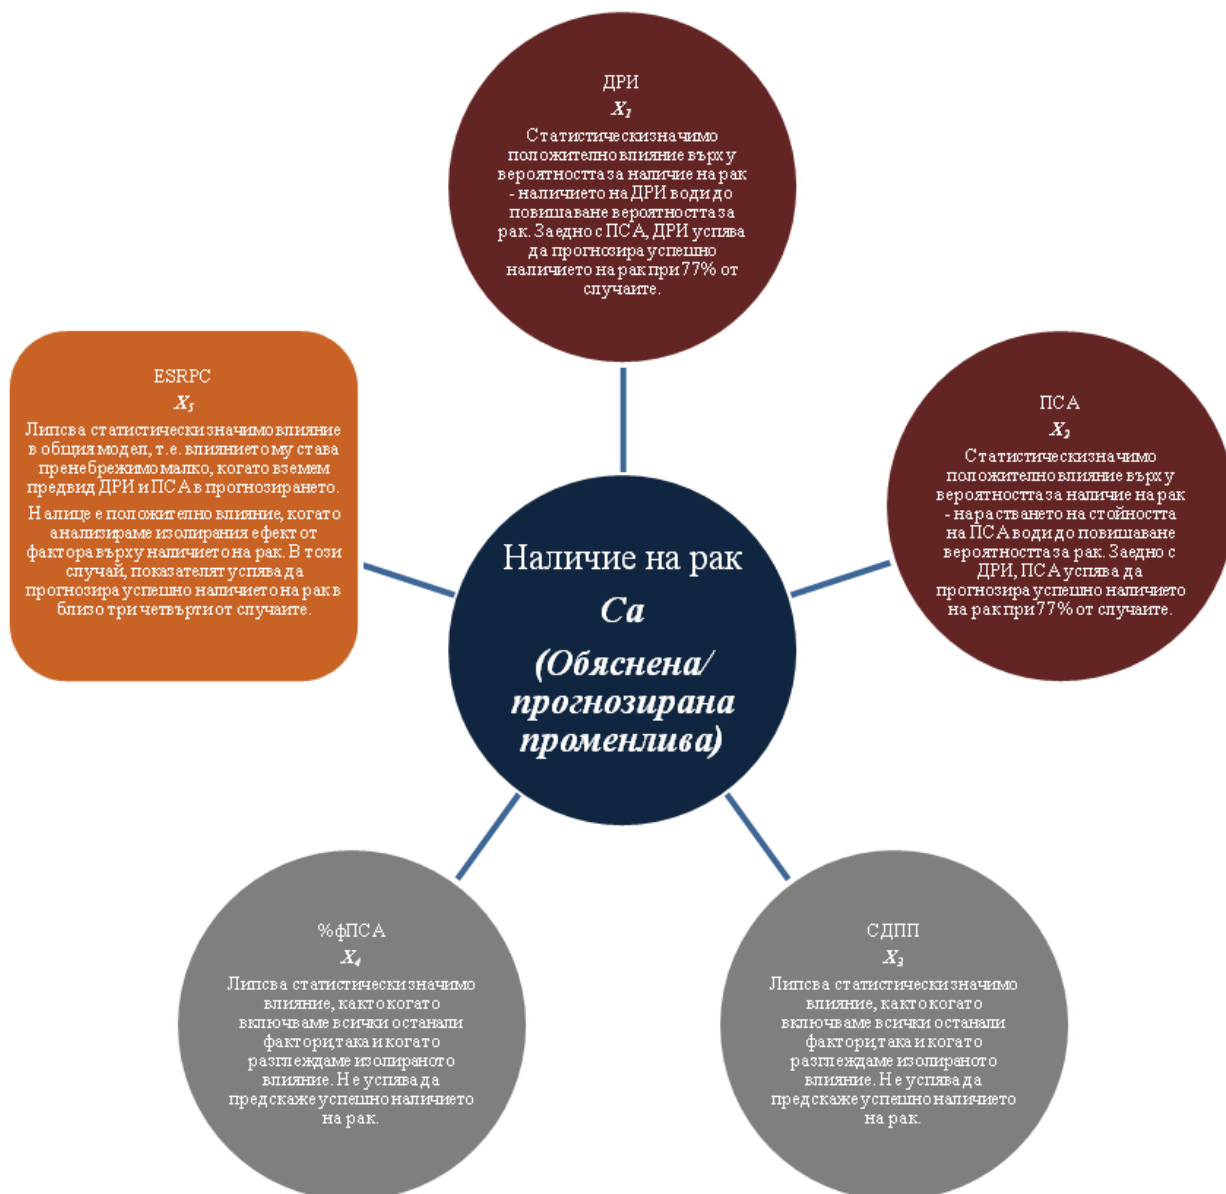 ДРИ
X1
Статистически значимо
положително влияние върху
вероятността за наличие на рак
- наличието на ДРИ води до
повишаване вероятността за
рак. Заедно с ПСА, ДРИ успява
да прогнозира успешно
наличието на рак при 77% от
случаите.
ESRPC
X5
Липсва статистически значимо влияние
в общия модел, т.е. влиянието му става
пренебрежимо малко, когато вземем
предвид ДРИ и ПСА в прогнозирането.
Налице е положително влияние, когато
анализираме изолирания ефект от
фактора върху наличието на рак. В този
случай, показателят успява да
прогнозира успешно наличието на рак в
близо три четвърти от случаите.
ПСА
X2
Статистически значимо
положително влияние върху
вероятността за наличие на рак
- нарастването на стойността
на ПСА води до повишаване
вероятността за рак. Заедно с
ДРИ, ПСА успява да
прогнозира успешно наличието
на рак при 77% от случаите.
Наличие на рак
Ca
(Обяснена/
прогнозирана
променлива)
%фПСА
X4
Липсва статистически значимо
влияние, както когато
включваме всички останали
фактори, така и когато
разглеждаме изолираното
влияние. Не успява да
предскаже успешно наличието
на рак.
СДПП
X3
Липсва статистически значимо
влияние, както когато
включваме всички останали
фактори, така и когато
разглеждаме изолираното
влияние. Не успява да
предскаже успешно наличието
на рак.